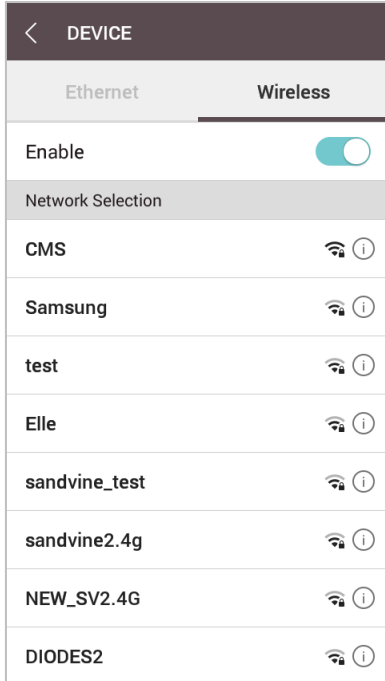 DEVICE
Ethernet Wireless
Enable
Network Selection
CMS
Samsung
test
Elle
sandvine_test
sandvine2.4g
NEW_SV2.4G
DIODES2